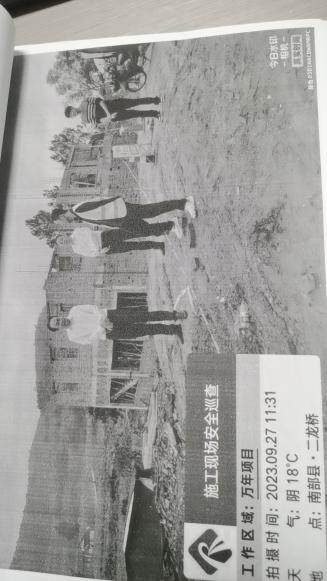 今日水印
相机
施工现场安全巡查
工作区域：万年项目
拍摄时间：2023.09.27 11:31
天 气：阴 18℃
地 点：南部县·二龙桥